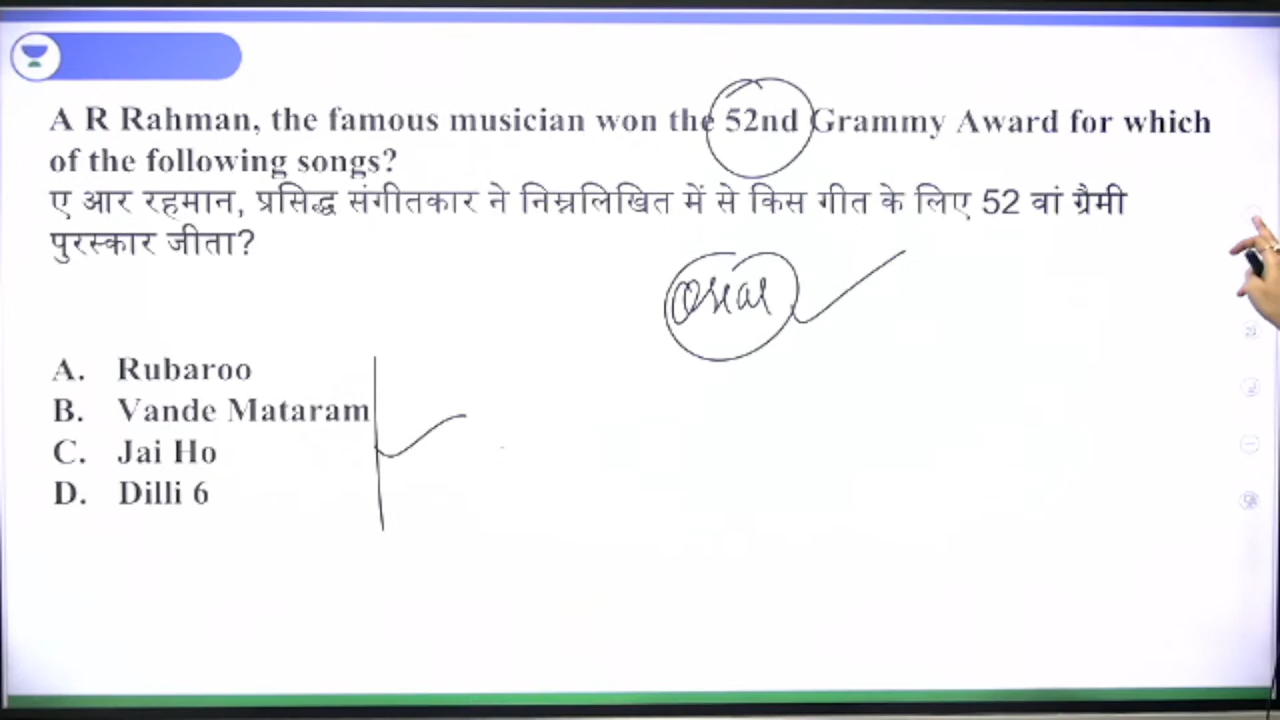 A R Rahman, the famous musician won the 52nd Grammy Award for which
of the following songs?
ए आर रहमान, प्रसिद्ध संगीतकार ने निम्नलिखित में से किस गीत के लिए 52 वां ग्रैमी
पुरस्कार जीता?
Oscar
A. Rubaroo
B. Vande Mataram
C. Jai Ho
D. Dilli 6